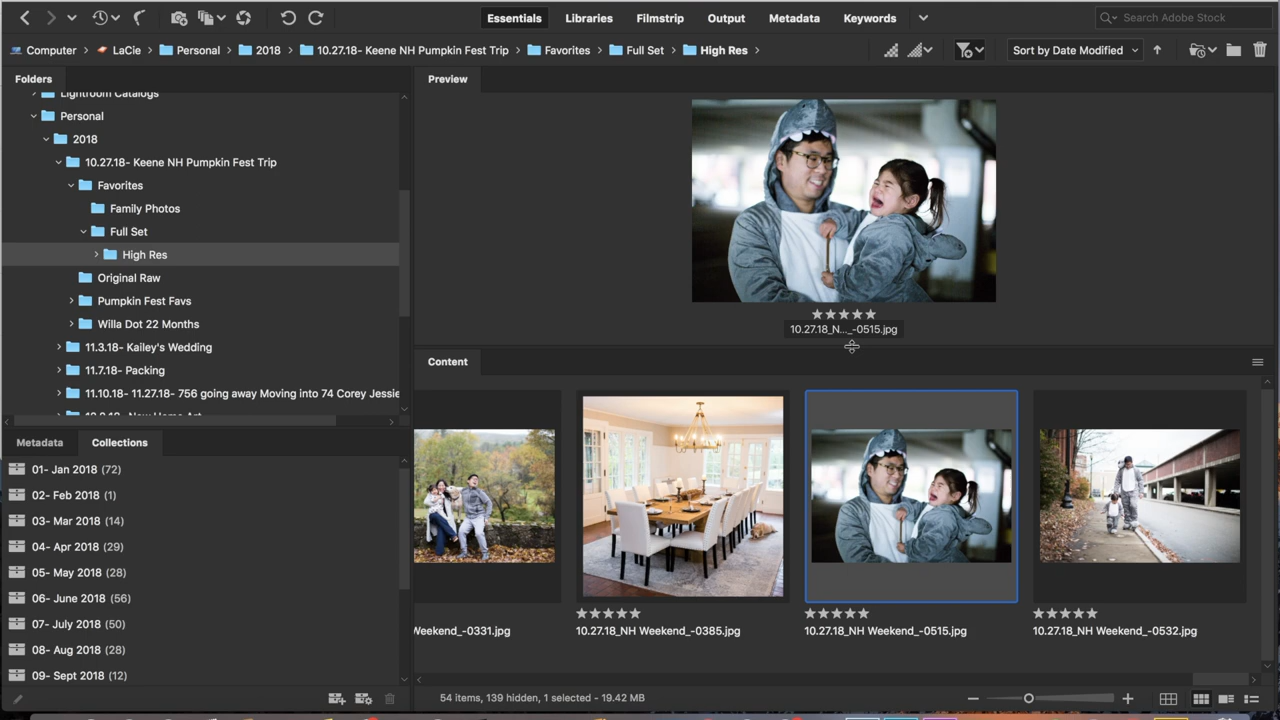 Essentials Libraries Filmstrip Output Metadata Keywords Search Adobe Stock
Computer LaCie Personal 2018 10.27.18- Keene NH Pumpkin Fest Trip Favorites Full Set High Res Sort by Date Modified
Folders
Lightroom Catalogs
Personal
2018
10.27.18- Keene NH Pumpkin Fest Trip
Favorites
Family Photos
Full Set
High Res
Original Raw
Pumpkin Fest Favs
Willa Dot 22 Months
11.3.18- Kailey's Wedding
11.7.18- Packing
11.10.18- 11.27.18- 756 going away Moving into 74 Corey Jessie
Metadata Collections
01- Jan 2018 (72)
02- Feb 2018 (1)
03- Mar 2018 (14)
04- Apr 2018 (29)
05- May 2018 (28)
06- June 2018 (56)
07- July 2018 (50)
08- Aug 2018 (28)
09- Sept 2018 (12)
Preview
10.27.18_N..._-0515.jpg
Content
Weekend_-0331.jpg
10.27.18_NH Weekend_-0385.jpg
10.27.18_NH Weekend_-0515.jpg
10.27.18_NH Weekend_-0532.jpg
54 items, 139 hidden, 1 selected - 19.42 MB